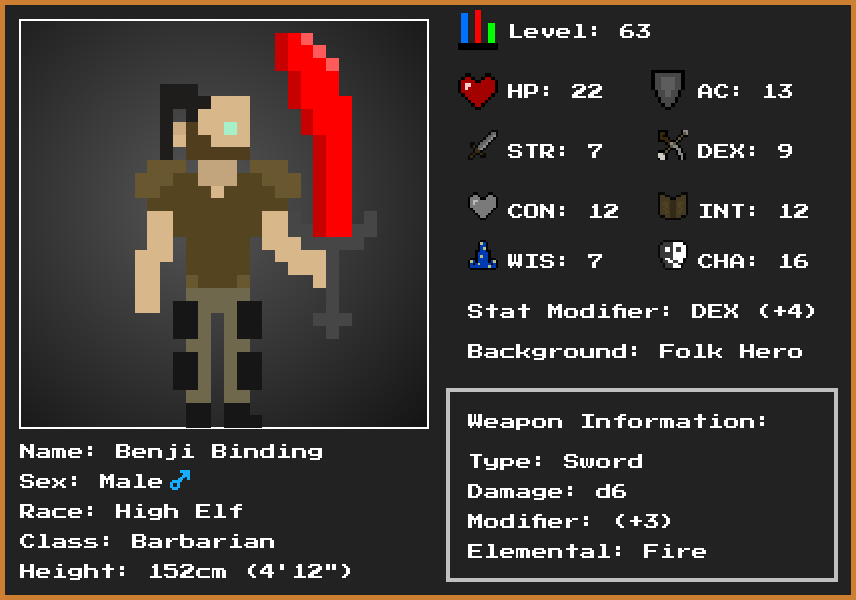 Level: 63
HP: 22
AC: 13
STR: 7
DEX: 9
CON: 12
INT: 12
WIS: 7
CHA: 16
Stat Modifier: DEX (+4)
Background: Folk Hero
Name: Benji Binding
Sex: Male♂
Race: High Elf
Class: Barbarian
Height: 152cm (4'12")
Weapon Information:
Type: Sword
Damage: d6
Modifier: (+3)
Elemental: Fire